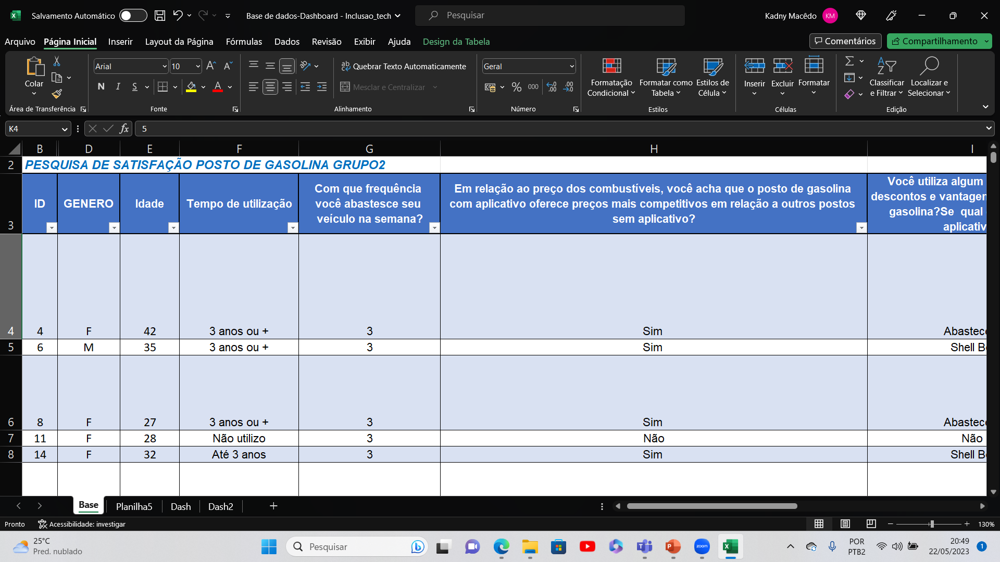 Salvamento Automático
Base de dados-Dashboard - Inclusao_tech
Pesquisar
Kadny Macêdo
KM
Arquivo Página Inicial Inserir Layout da Página Fórmulas Dados Revisão Exibir Ajuda Design da Tabela
Comentários
Compartilhamento
Colar
Área de Transferência
Arial 10
N I S
Fonte
Quebrar Texto Automaticamente
Mesclar e Centralizar
Alinhamento
Geral
% 000
Número
Formatação Condicional
Formatar como Tabela
Estilos de Célula
Estilos
Inserir Excluir Formatar
Células
Classificar e Filtrar
Localizar e Selecionar
Edição
K4 fx 5
B D E F G H I
2 PESQUISA DE SATISFAÇÃO POSTO DE GASOLINA GRUPO2
3
ID
GENERO
Idade
Tempo de utilização
Com que frequência
você abastesce seu
veículo na semana?
Em relação ao preço dos combustíveis, você acha que o posto de gasolina
com aplicativo oferece preços mais competitivos em relação a outros postos
sem aplicativo?
Você utiliza algum
descontos e vantagen
gasolina?Se qual
aplicativ
4 4 F 42 3 anos ou + 3 Sim Abastec
5 6 M 35 3 anos ou + 3 Sim Shell B
6 8 F 27 3 anos ou + 3 Sim Abastec
7 11 F 28 Não utilizo 3 Não Não
8 14 F 32 Até 3 anos 3 Sim Shell B
Base Planilha5 Dash Dash2
Pronto Acessibilidade: investigar 130%
25°C
Pred. nublado
Pesquisar
zoom
POR
PTB2
20:49
22/05/2023
1